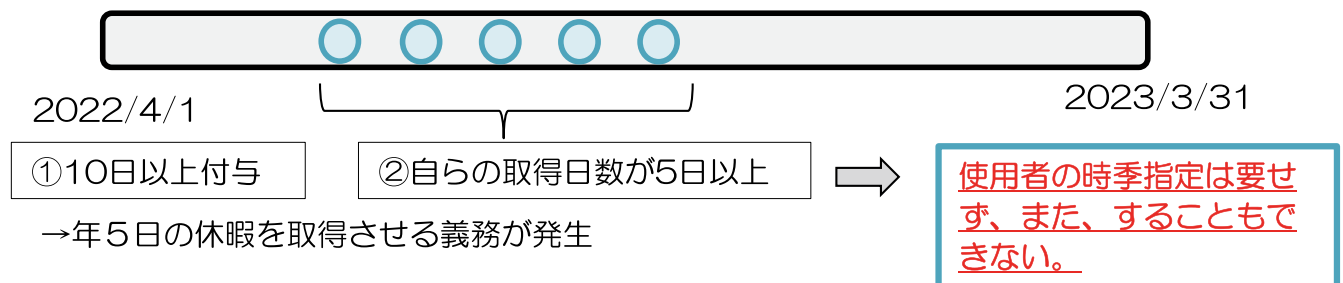 2022/4/1
2023/3/31
①10日以上付与
②自らの取得日数が5日以上
→年５日の休暇を取得させる義務が発生
使用者の時季指定は要せ
ず、また、することもで
きない。